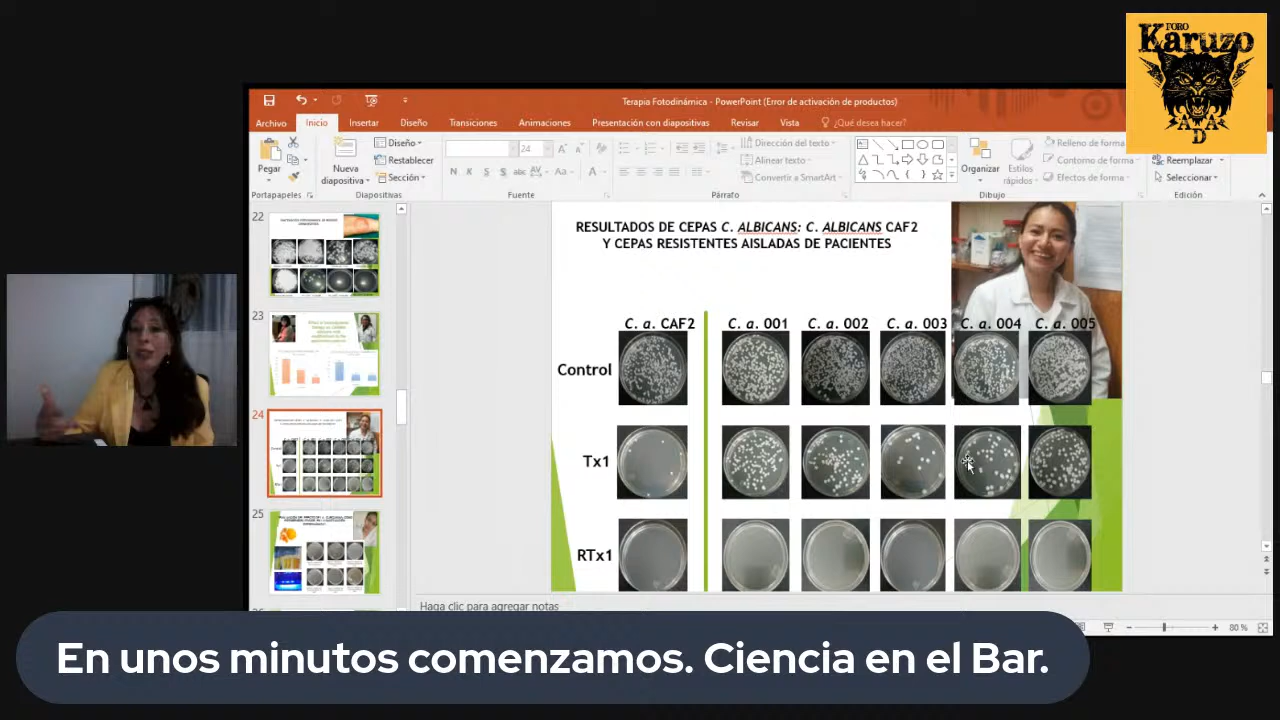 FORO
Karuzo
Terapia Fotodinámica - PowerPoint (Error de activación de productos)
Archivo
Inicio
Insertar
Diseño
Transiciones
Animaciones
Presentación con diapositivas
Revisar
Vista
¿Qué desea hacer?
Pegar
Nueva
diapositiva
Diseño
Restablecer
Sección
24
N K S S abc AV Aa A
Dirección del texto
Alinear texto
Convertir a SmartArt
Organizar
Estilos
rápidos
Relleno de forma
Contorno de forma
Efectos de forma
Reemplazar
Seleccionar
Portapapeles
Diapositivas
Fuente
Párrafo
Dibujo
Edición
22
23
24
25
RESULTADOS DE CEPAS C. ALBICANS: C. ALBICANS CAF2
Y CEPAS RESISTENTES AISLADAS DE PACIENTES
C. a. CAF2
C. a. 001
C. a. 002
C. a. 003
C. a. 004
C. a. 005
Control
Tx1
RTx1
Haga clic para agregar notas
80 %
En unos minutos comenzamos. Ciencia en el Bar.